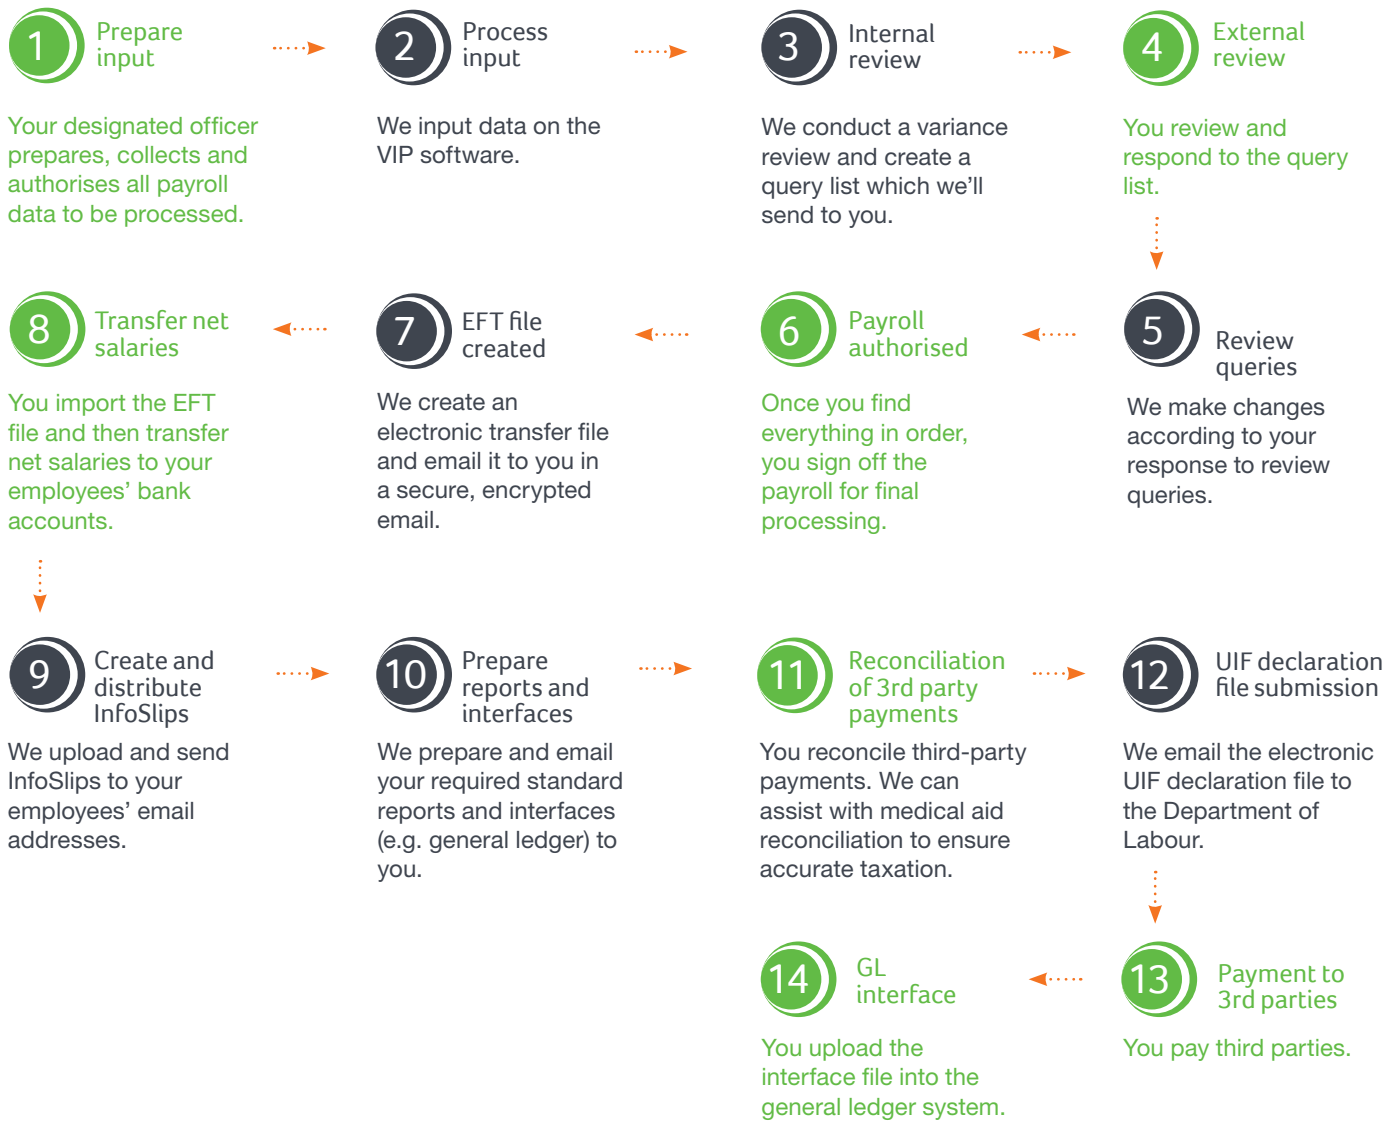 1
Prepare
input
Your designated officer
prepares, collects and
authorises all payroll
data to be processed.
2
Process
input
We input data on the
VIP software.
3
Internal
review
We conduct a variance
review and create a
query list which we’ll
send to you.
4
External
review
You review and
respond to the query
list.
5
Review
queries
We make changes
according to your
response to review
queries.
6
Payroll
authorised
Once you find
everything in order,
you sign off the
payroll for final
processing.
7
EFT file
created
We create an
electronic transfer file
and email it to you in
a secure, encrypted
email.
8
Transfer net
salaries
You import the EFT
file and then transfer
net salaries to your
employees’ bank
accounts.
9
Create and
distribute
InfoSlips
We upload and send
InfoSlips to your
employees’ email
addresses.
10
Prepare
reports and
interfaces
We prepare and email
your required standard
reports and interfaces
(e.g. general ledger) to
you.
11
Reconciliation
of 3rd party
payments
You reconcile third-party
payments. We can
assist with medical aid
reconciliation to ensure
accurate taxation.
12
UIF declaration
file submission
We email the electronic
UIF declaration file to
the Department of
Labour.
13
Payment to
3rd parties
You pay third parties.
14
GL
interface
You upload the
interface file into the
general ledger system.